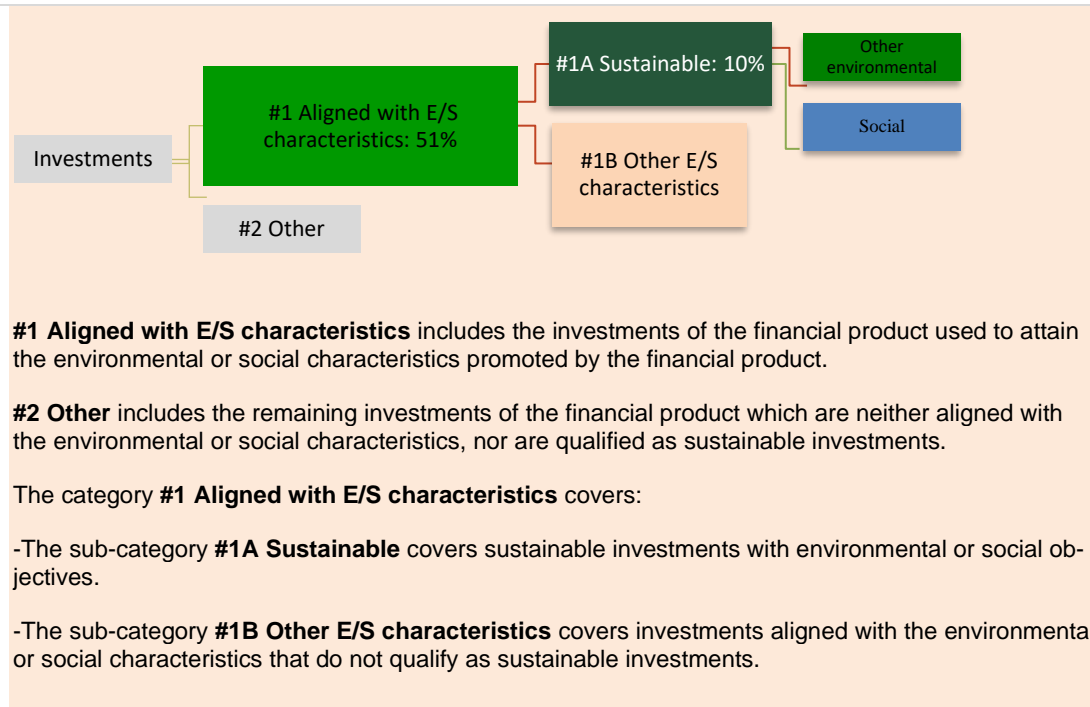 Investments
#1 Aligned with E/S
characteristics: 51%
#2 Other
#1A Sustainable: 10%
#1B Other E/S
characteristics
Other
environmental
Social
#1 Aligned with E/S characteristics includes the investments of the financial product used to attain
the environmental or social characteristics promoted by the financial product.
#2 Other includes the remaining investments of the financial product which are neither aligned with
the environmental or social characteristics, nor are qualified as sustainable investments.
The category #1 Aligned with E/S characteristics covers:
-The sub-category #1A Sustainable covers sustainable investments with environmental or social ob-
jectives.
-The sub-category #1B Other E/S characteristics covers investments aligned with the environmenta
or social characteristics that do not qualify as sustainable investments.